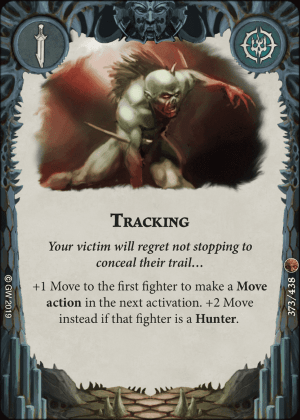 TRACKING
Your victim will regret not stopping to
conceal their trail…
+1 Move to the first fighter to make a Move
action in the next activation. +2 Move
instead if that fighter is a Hunter.
© GW 2019
373/438